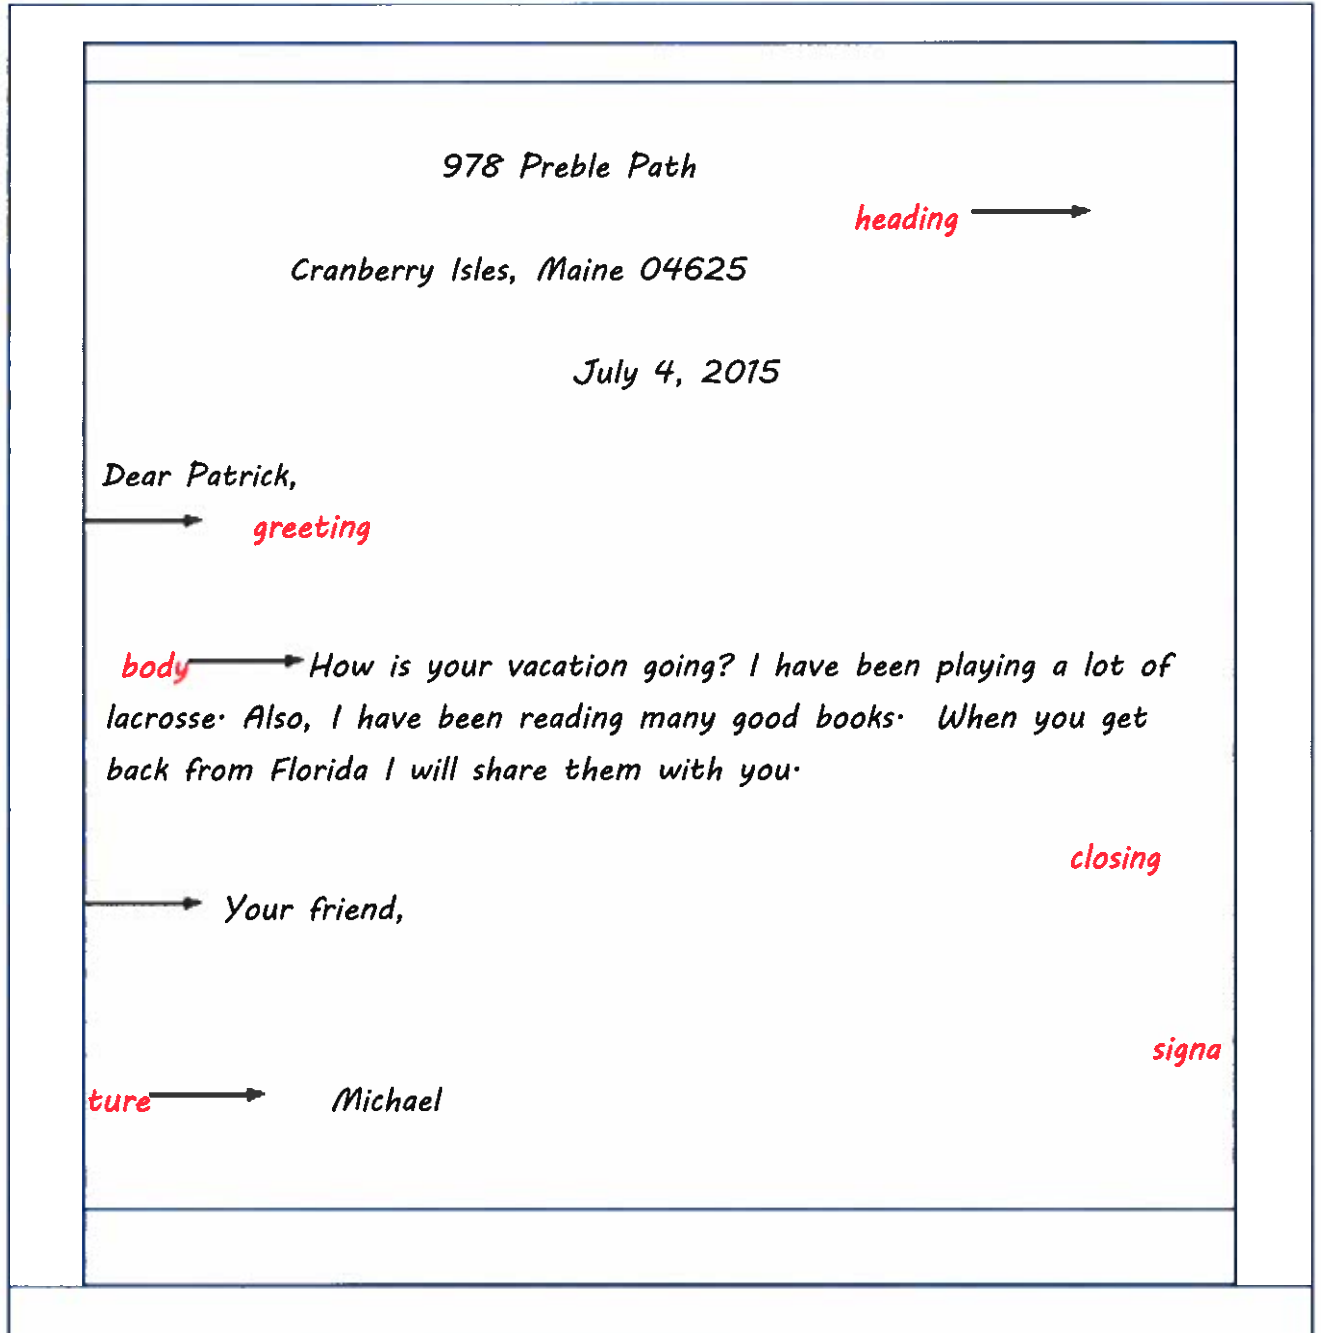 978 Preble Path
heading
Cranberry Isles, Maine 04625
July 4, 2015
Dear Patrick,
greeting
body How is your vacation going? I have been playing a lot of
lacrosse. Also, I have been reading many good books. When you get
back from Florida I will share them with you.
closing
Your friend,
signa
ture Michael